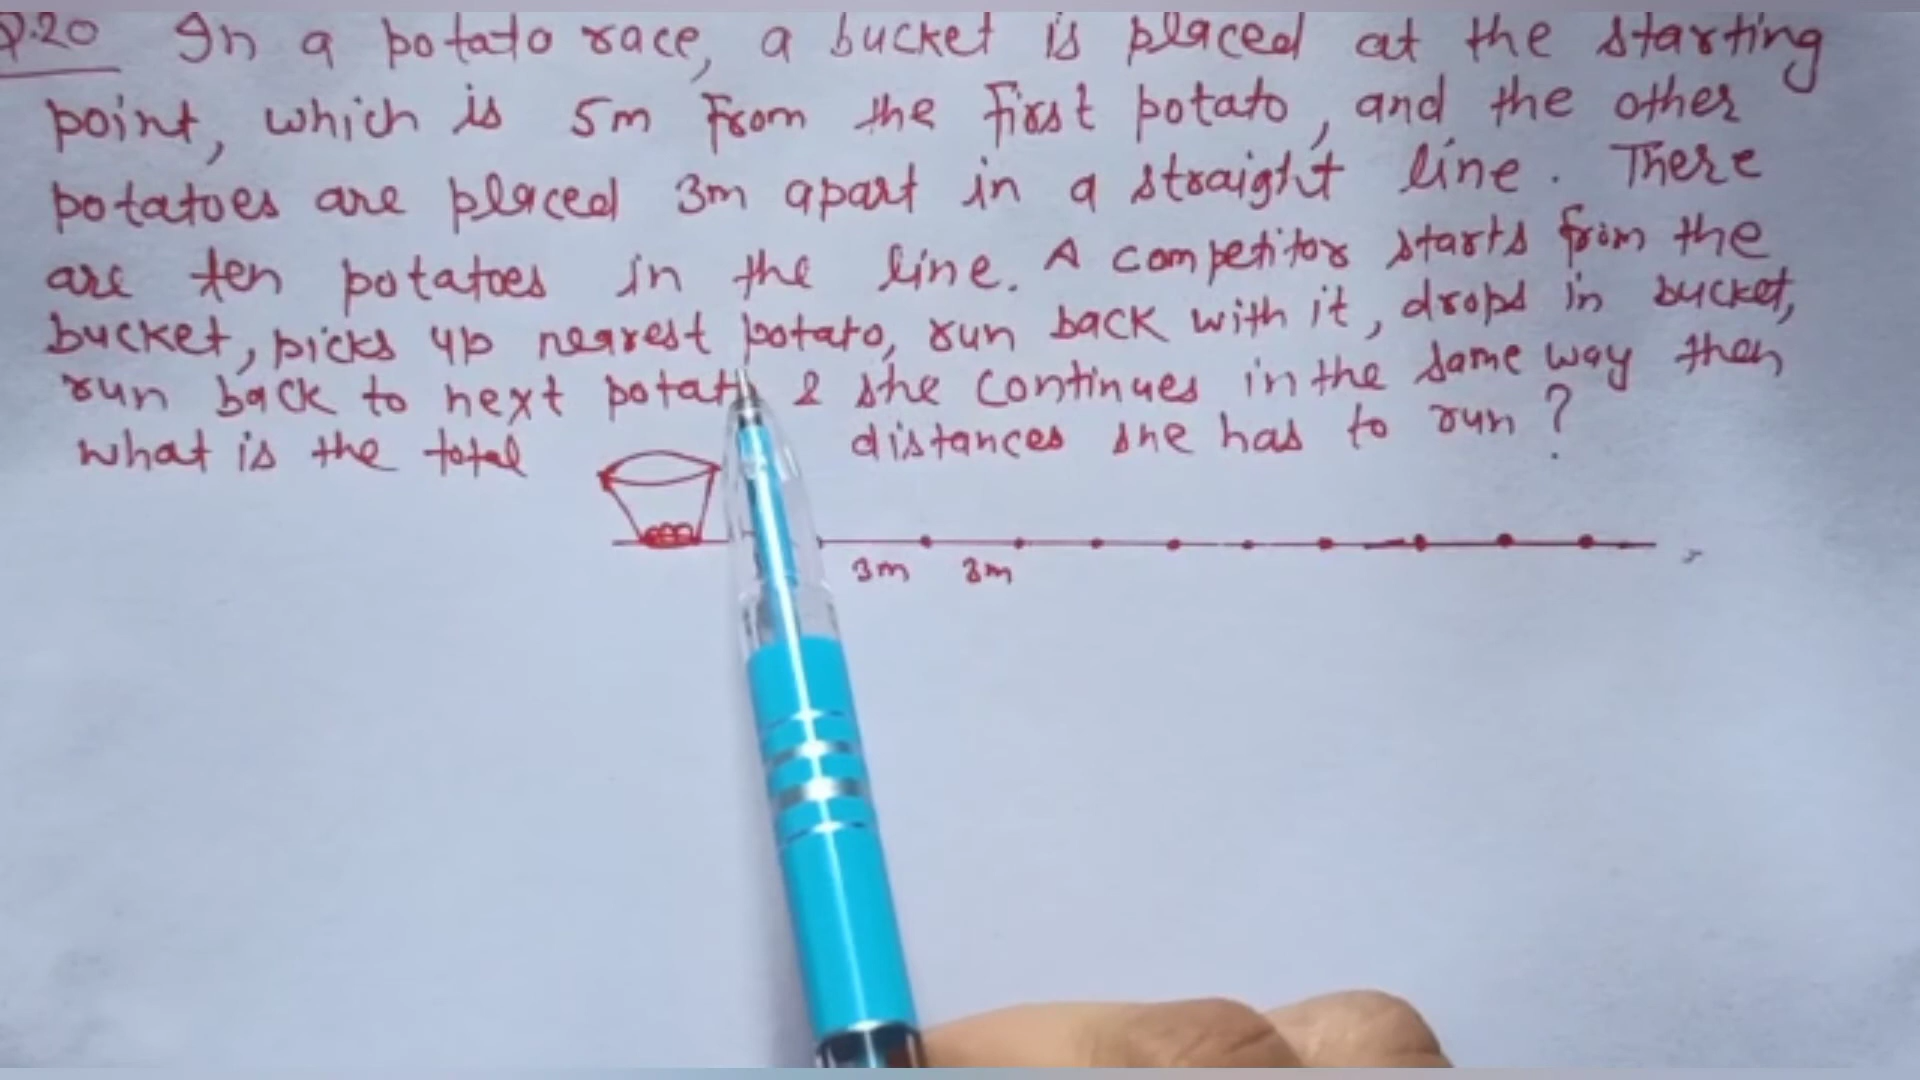 Q.20 In a potato race, a bucket is placed at the starting
point, which is 5m from the first potato, and the other
potatoes are placed 3m apart in a straight line. There
are ten potatoes in the line. A competitor starts from the
bucket, picks up nearest potato, run back with it, drops in bucket,
run back to next potat & she continues in the same way then
what is the total distances she has to run?
3m 3m